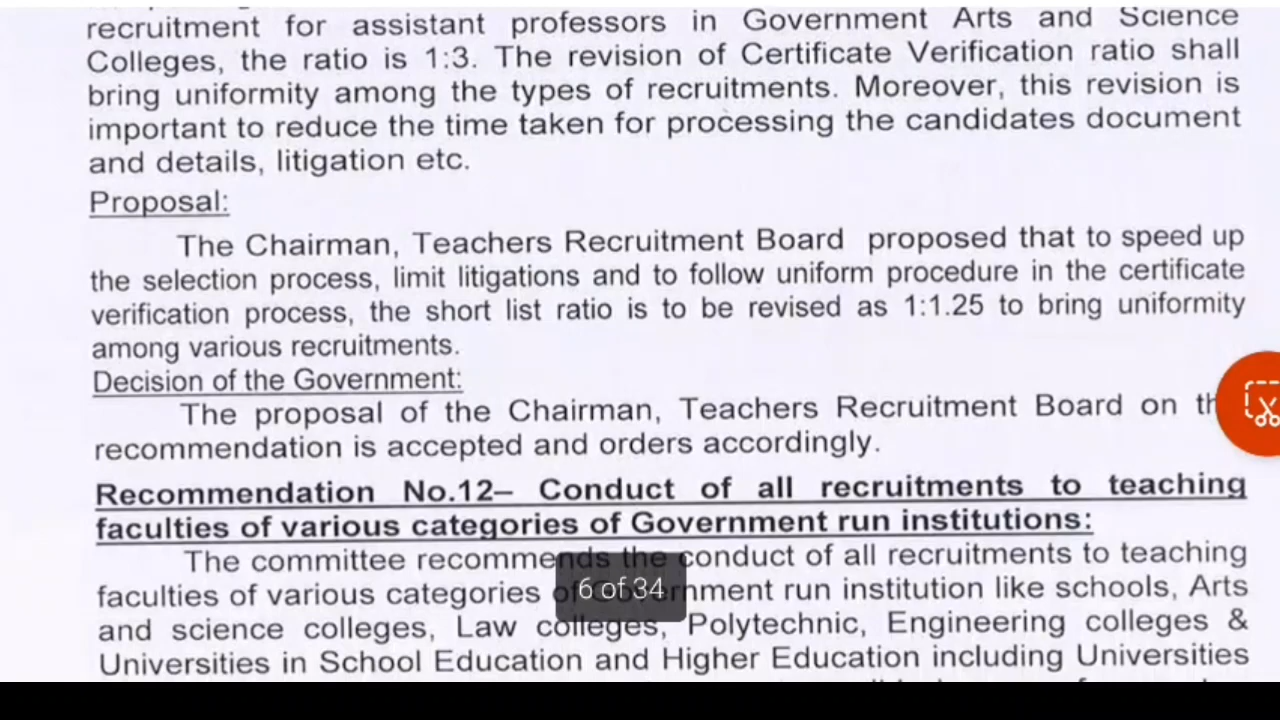 recruitment for assistant professors in Government Arts and Science
Colleges, the ratio is 1:3. The revision of Certificate Verification ratio shall
bring uniformity among the types of recruitments. Moreover, this revision is
important to reduce the time taken for processing the candidates document
and details, litigation etc.
Proposal:
The Chairman, Teachers Recruitment Board proposed that to speed up
the selection process, limit litigations and to follow uniform procedure in the certificate
verification process, the short list ratio is to be revised as 1:1.25 to bring uniformity
among various recruitments.
Decision of the Government:
The proposal of the Chairman, Teachers Recruitment Board on
recommendation is accepted and orders accordingly.
Recommendation No.12– Conduct of all recruitments to teaching
faculties of various categories of Government run institutions:
The committee recommends the conduct of all recruitments to teaching
faculties of various categories of Government run institution like schools, Arts
6 of 34
and science colleges, Law colleges, Polytechnic, Engineering colleges &
Universities in School Education and Higher Education including Universities